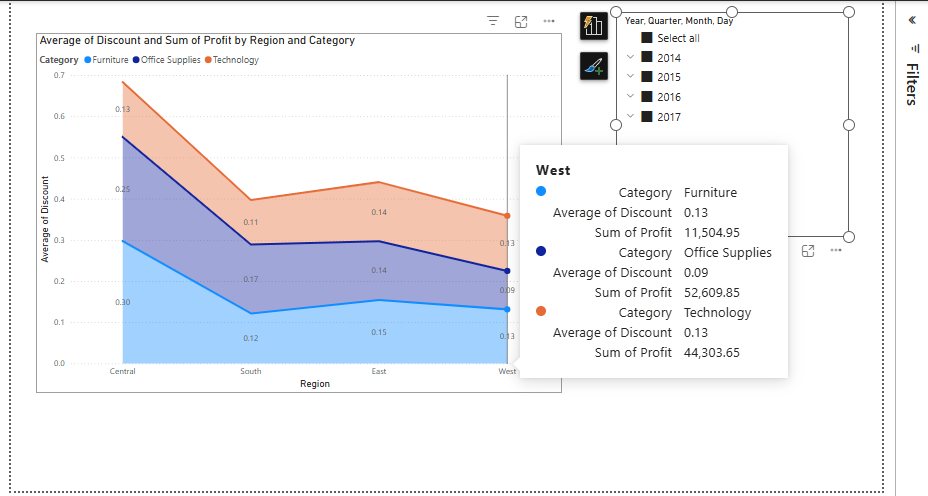 Average of Discount and Sum of Profit by Region and Category
Category Furniture Office Supplies Technology
Average of Discount
0.7
0.6
0.5
0.4
0.3
0.2
0.1
0.0
0.13
0.25
0.30
0.11
0.17
0.12
0.14
0.14
0.15
0.13
0.09
0.13
Central South East West
Region
Year, Quarter, Month, Day
Select all
2014
2015
2016
2017
West
Category Furniture
Average of Discount 0.13
Sum of Profit 11,504.95
Category Office Supplies
Average of Discount 0.09
Sum of Profit 52,609.85
Category Technology
Average of Discount 0.13
Sum of Profit 44,303.65
Filters